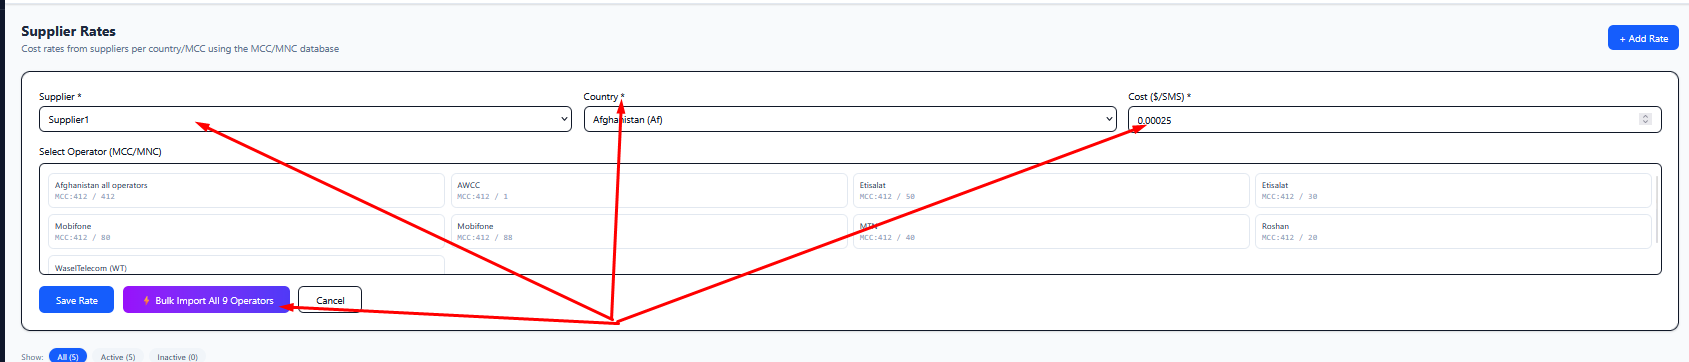 Supplier Rates
Cost rates from suppliers per country/MCC using the MCC/MNC database
+ Add Rate
Supplier *
Country *
Cost ($/SMS) *
Supplier1
Afghanistan (Af)
0.00025
Select Operator (MCC/MNC)
Afghanistan all operators
MCC:412 / 412
AWCC
MCC:412 / 1
Etisalat
MCC:412 / 50
Etisalat
MCC:412 / 30
Mobifone
MCC:412 / 80
Mobifone
MCC:412 / 88
MTN
MCC:412 / 40
Roshan
MCC:412 / 20
WaselTelecom (WT)
Save Rate
⚡ Bulk Import All 9 Operators
Cancel
Show:
All (5)
Active (5)
Inactive (0)